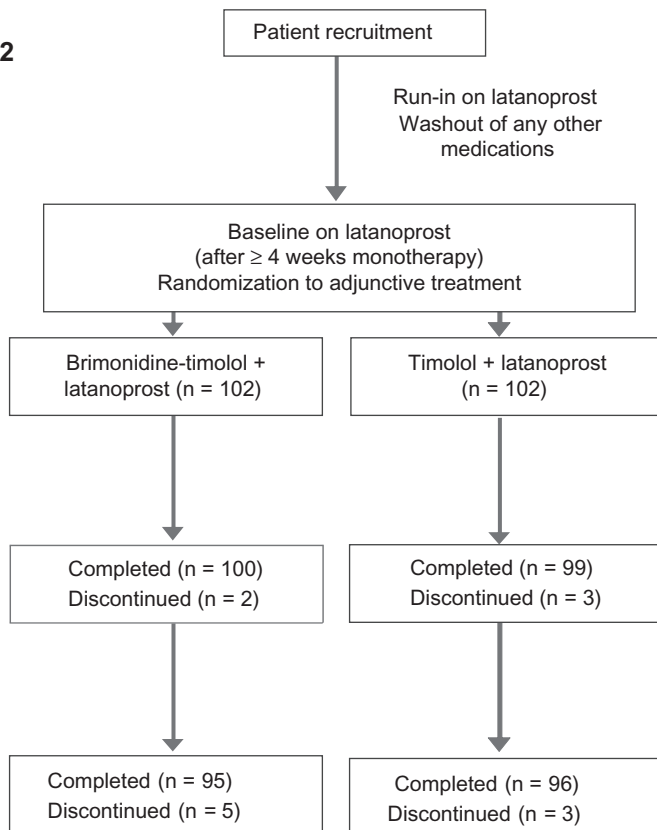 2
Patient recruitment
Run-in on latanoprost
Washout of any other
medications
Baseline on latanoprost
(after ≥ 4 weeks monotherapy)
Randomization to adjunctive treatment
Brimonidine-timolol +
latanoprost (n = 102)
Timolol + latanoprost
(n = 102)
Completed (n = 100)
Discontinued (n = 2)
Completed (n = 99)
Discontinued (n = 3)
Completed (n = 95)
Discontinued (n = 5)
Completed (n = 96)
Discontinued (n = 3)